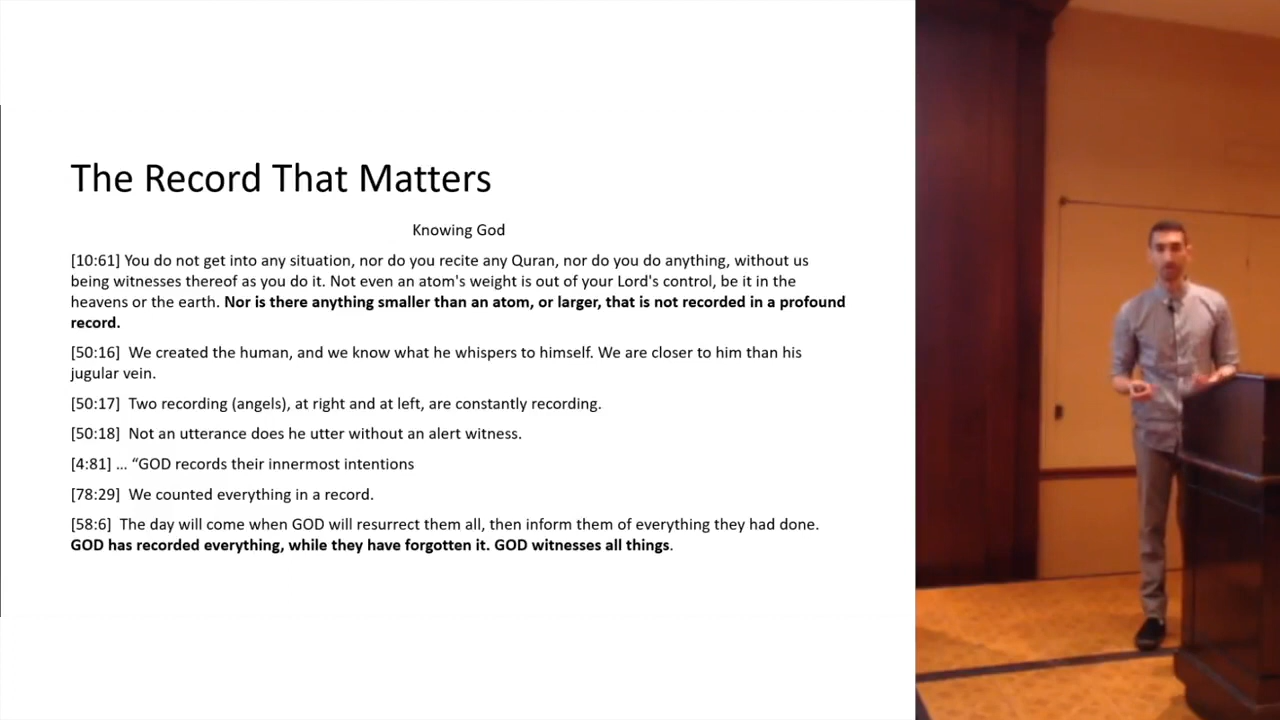 The Record That Matters
Knowing God
[10:61] You do not get into any situation, nor do you recite any Quran, nor do you do anything, without us
being witnesses thereof as you do it. Not even an atom's weight is out of your Lord's control, be it in the
heavens or the earth. Nor is there anything smaller than an atom, or larger, that is not recorded in a profound
record.
[50:16]  We created the human, and we know what he whispers to himself. We are closer to him than his
jugular vein.
[50:17]  Two recording (angels), at right and at left, are constantly recording.
[50:18]  Not an utterance does he utter without an alert witness.
[4:81] … “GOD records their innermost intentions
[78:29]  We counted everything in a record.
[58:6]  The day will come when GOD will resurrect them all, then inform them of everything they had done.
GOD has recorded everything, while they have forgotten it. GOD witnesses all things.